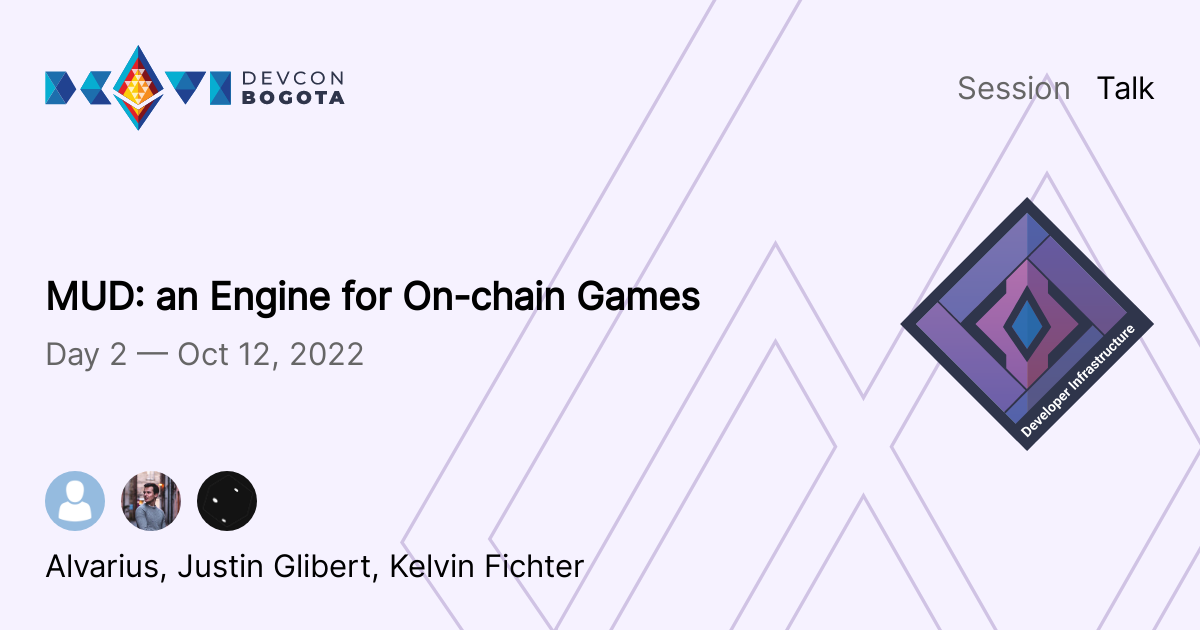 DEVCON
BOGOTA
Session Talk
MUD: an Engine for On-chain Games
Day 2 — Oct 12, 2022
Developer Infrastructure
Alvarius, Justin Glibert, Kelvin Fichter